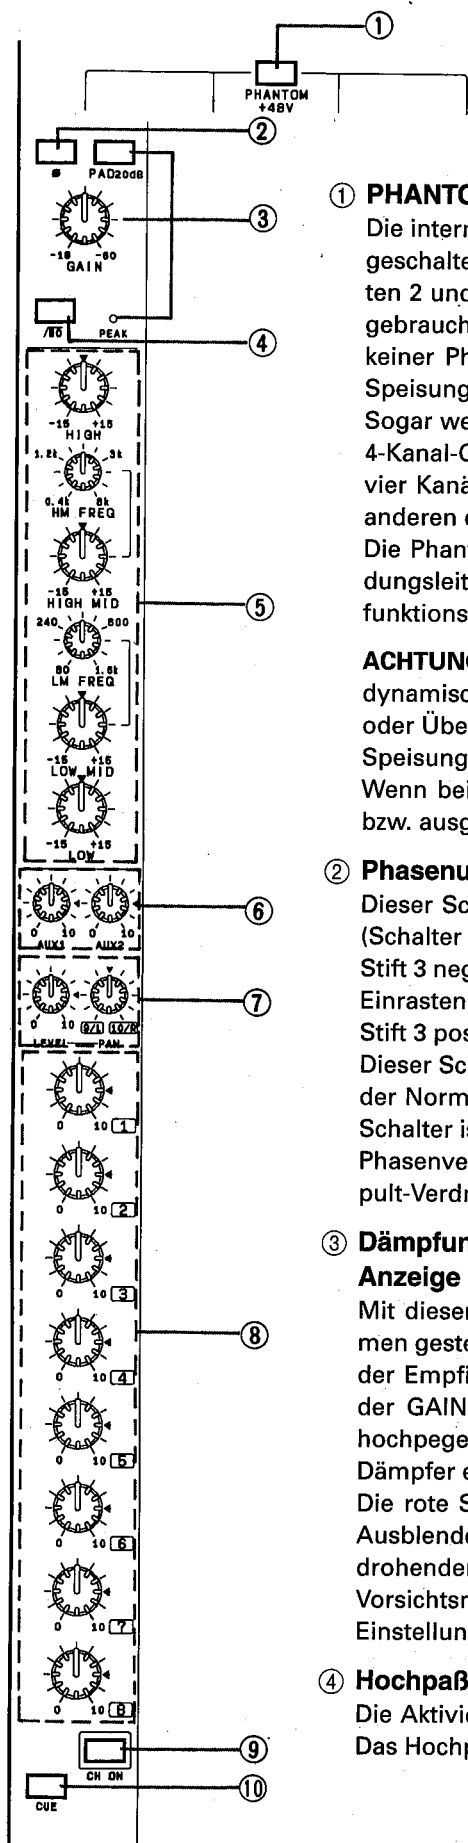 ①
PHANTOM
+48V
②
ø PAD20dB
③
-16 -60
GAIN
/80 PEAK
④
-15 +15
HIGH
1.2k 3k
0.4k 8k
HM FREQ
-15 +15
HIGH MID
⑤
240 600
80 1.6k
LM FREQ
-15 +15
LOW MID
-15 +15
LOW
0 10 0 10
AUX1 AUX2
⑥
0 10 9/L 10/R
LEVEL PAN
⑦
0 10 1
0 10 2
0 10 3
0 10 4
⑧
0 10 5
0 10 6
0 10 7
0 10 8
CH ON
⑨
CUE
⑩
① PHANTO
Die interr
geschalte
ten 2 und
gebrauch
keiner Ph
Speisung
Sogar we
4-Kanal-C
vier Kanä
anderen e
Die Phan
dungsleit
funktions
ACHTUNG
dynamisc
oder Übe
Speisung
Wenn bei
bzw. ausg
② Phasenu
Dieser Sc
(Schalter
Stift 3 neg
Einrasten
Stift 3 pos
Dieser Sc
der Norm
Schalter is
Phasenve
pult-Verdr
③ Dämpfun
Anzeige
Mit dieser
men geste
der Empfi
der GAIN
hochpege
Dämpfer e
Die rote S
Ausblende
drohender
Vorsichtsr
Einstellun
④ Hochpaß
Die Aktivie
Das Hochp